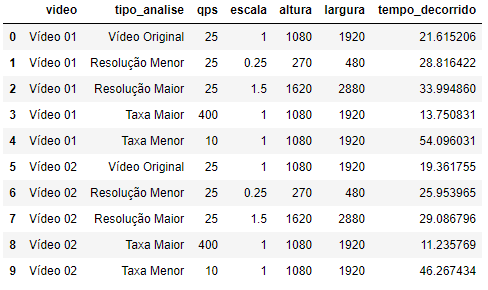 video tipo_analise qps escala altura largura tempo_decorrido
0 Vídeo 01 Vídeo Original 25 1 1080 1920 21.615206
1 Vídeo 01 Resolução Menor 25 0.25 270 480 28.816422
2 Vídeo 01 Resolução Maior 25 1.5 1620 2880 33.994860
3 Vídeo 01 Taxa Maior 400 1 1080 1920 13.750831
4 Vídeo 01 Taxa Menor 10 1 1080 1920 54.096031
5 Vídeo 02 Vídeo Original 25 1 1080 1920 19.361755
6 Vídeo 02 Resolução Menor 25 0.25 270 480 25.953965
7 Vídeo 02 Resolução Maior 25 1.5 1620 2880 29.086796
8 Vídeo 02 Taxa Maior 400 1 1080 1920 11.235769
9 Vídeo 02 Taxa Menor 10 1 1080 1920 46.267434